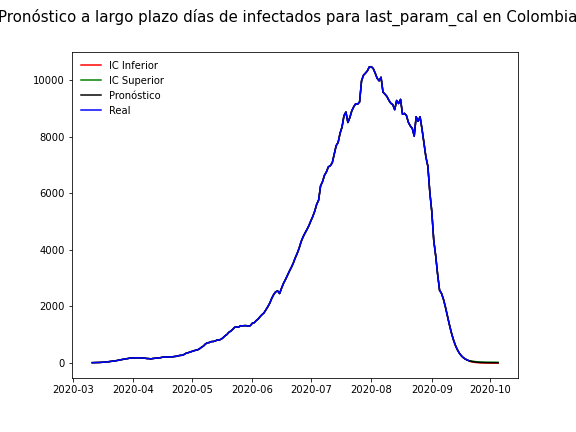 Pronóstico a largo plazo días de infectados para last_param_cal en Colombia
IC Inferior
IC Superior
Pronóstico
Real
10000
8000
6000
4000
2000
0
2020-03 2020-04 2020-05 2020-06 2020-07 2020-08 2020-09 2020-10